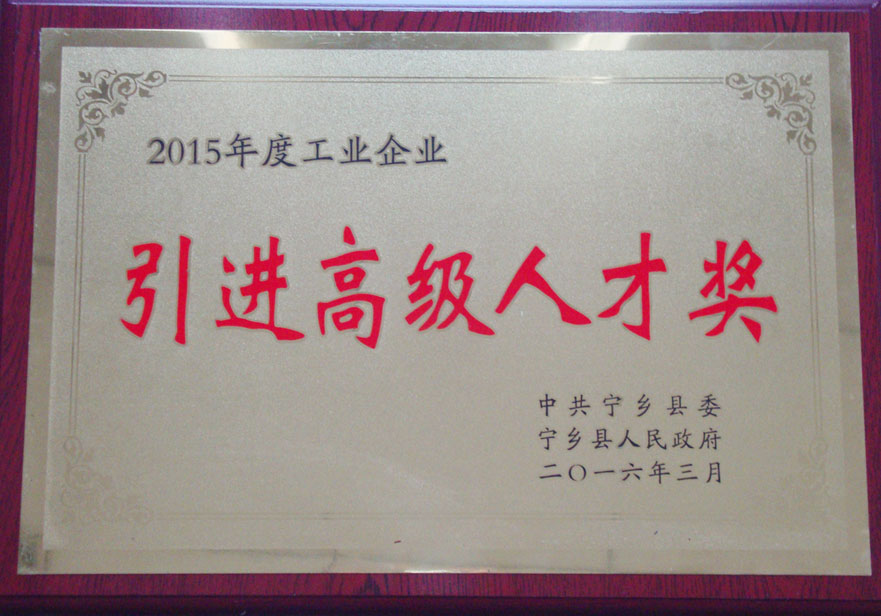 2015年度工业企业
引进高级人才奖
中共宁乡县委
宁乡县人民政府
二〇一六年三月